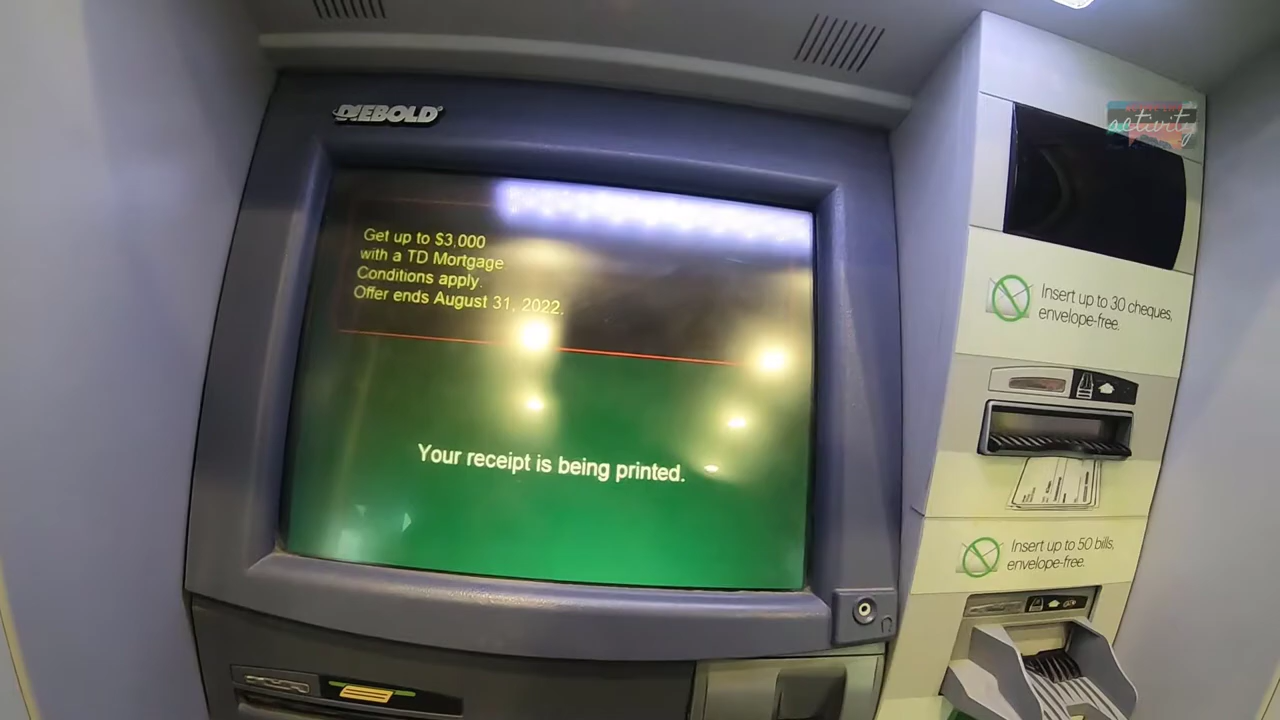 DIEBOLD
activity
Get up to $3,000
with a TD Mortgage
Conditions apply.
Offer ends August 31, 2022.
Your receipt is being printed.
Insert up to 30 cheques,
envelope-free.
Insert up to 50 bills,
envelope-free.